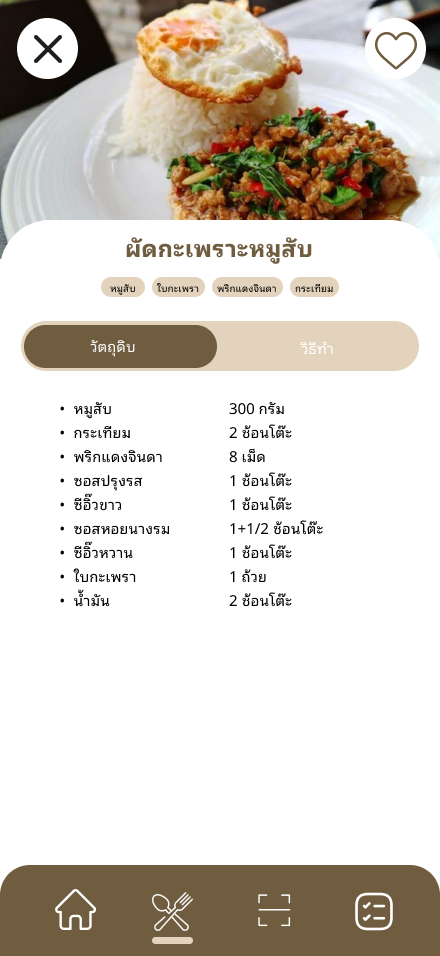 ผัดกะเพราะหมูสับ
หมูสับ ใบกะเพรา พริกแดงจินดา กระเทียม
วัตถุดิบ วิธีทำ
• หมูสับ 300 กรัม
• กระเทียม 2 ช้อนโต๊ะ
• พริกแดงจินดา 8 เม็ด
• ซอสปรุงรส 1 ช้อนโต๊ะ
• ซีอิ๊วขาว 1 ช้อนโต๊ะ
• ซอสหอยนางรม 1+1/2 ช้อนโต๊ะ
• ซีอิ๊วหวาน 1 ช้อนโต๊ะ
• ใบกะเพรา 1 ถ้วย
• น้ำมัน 2 ช้อนโต๊ะ